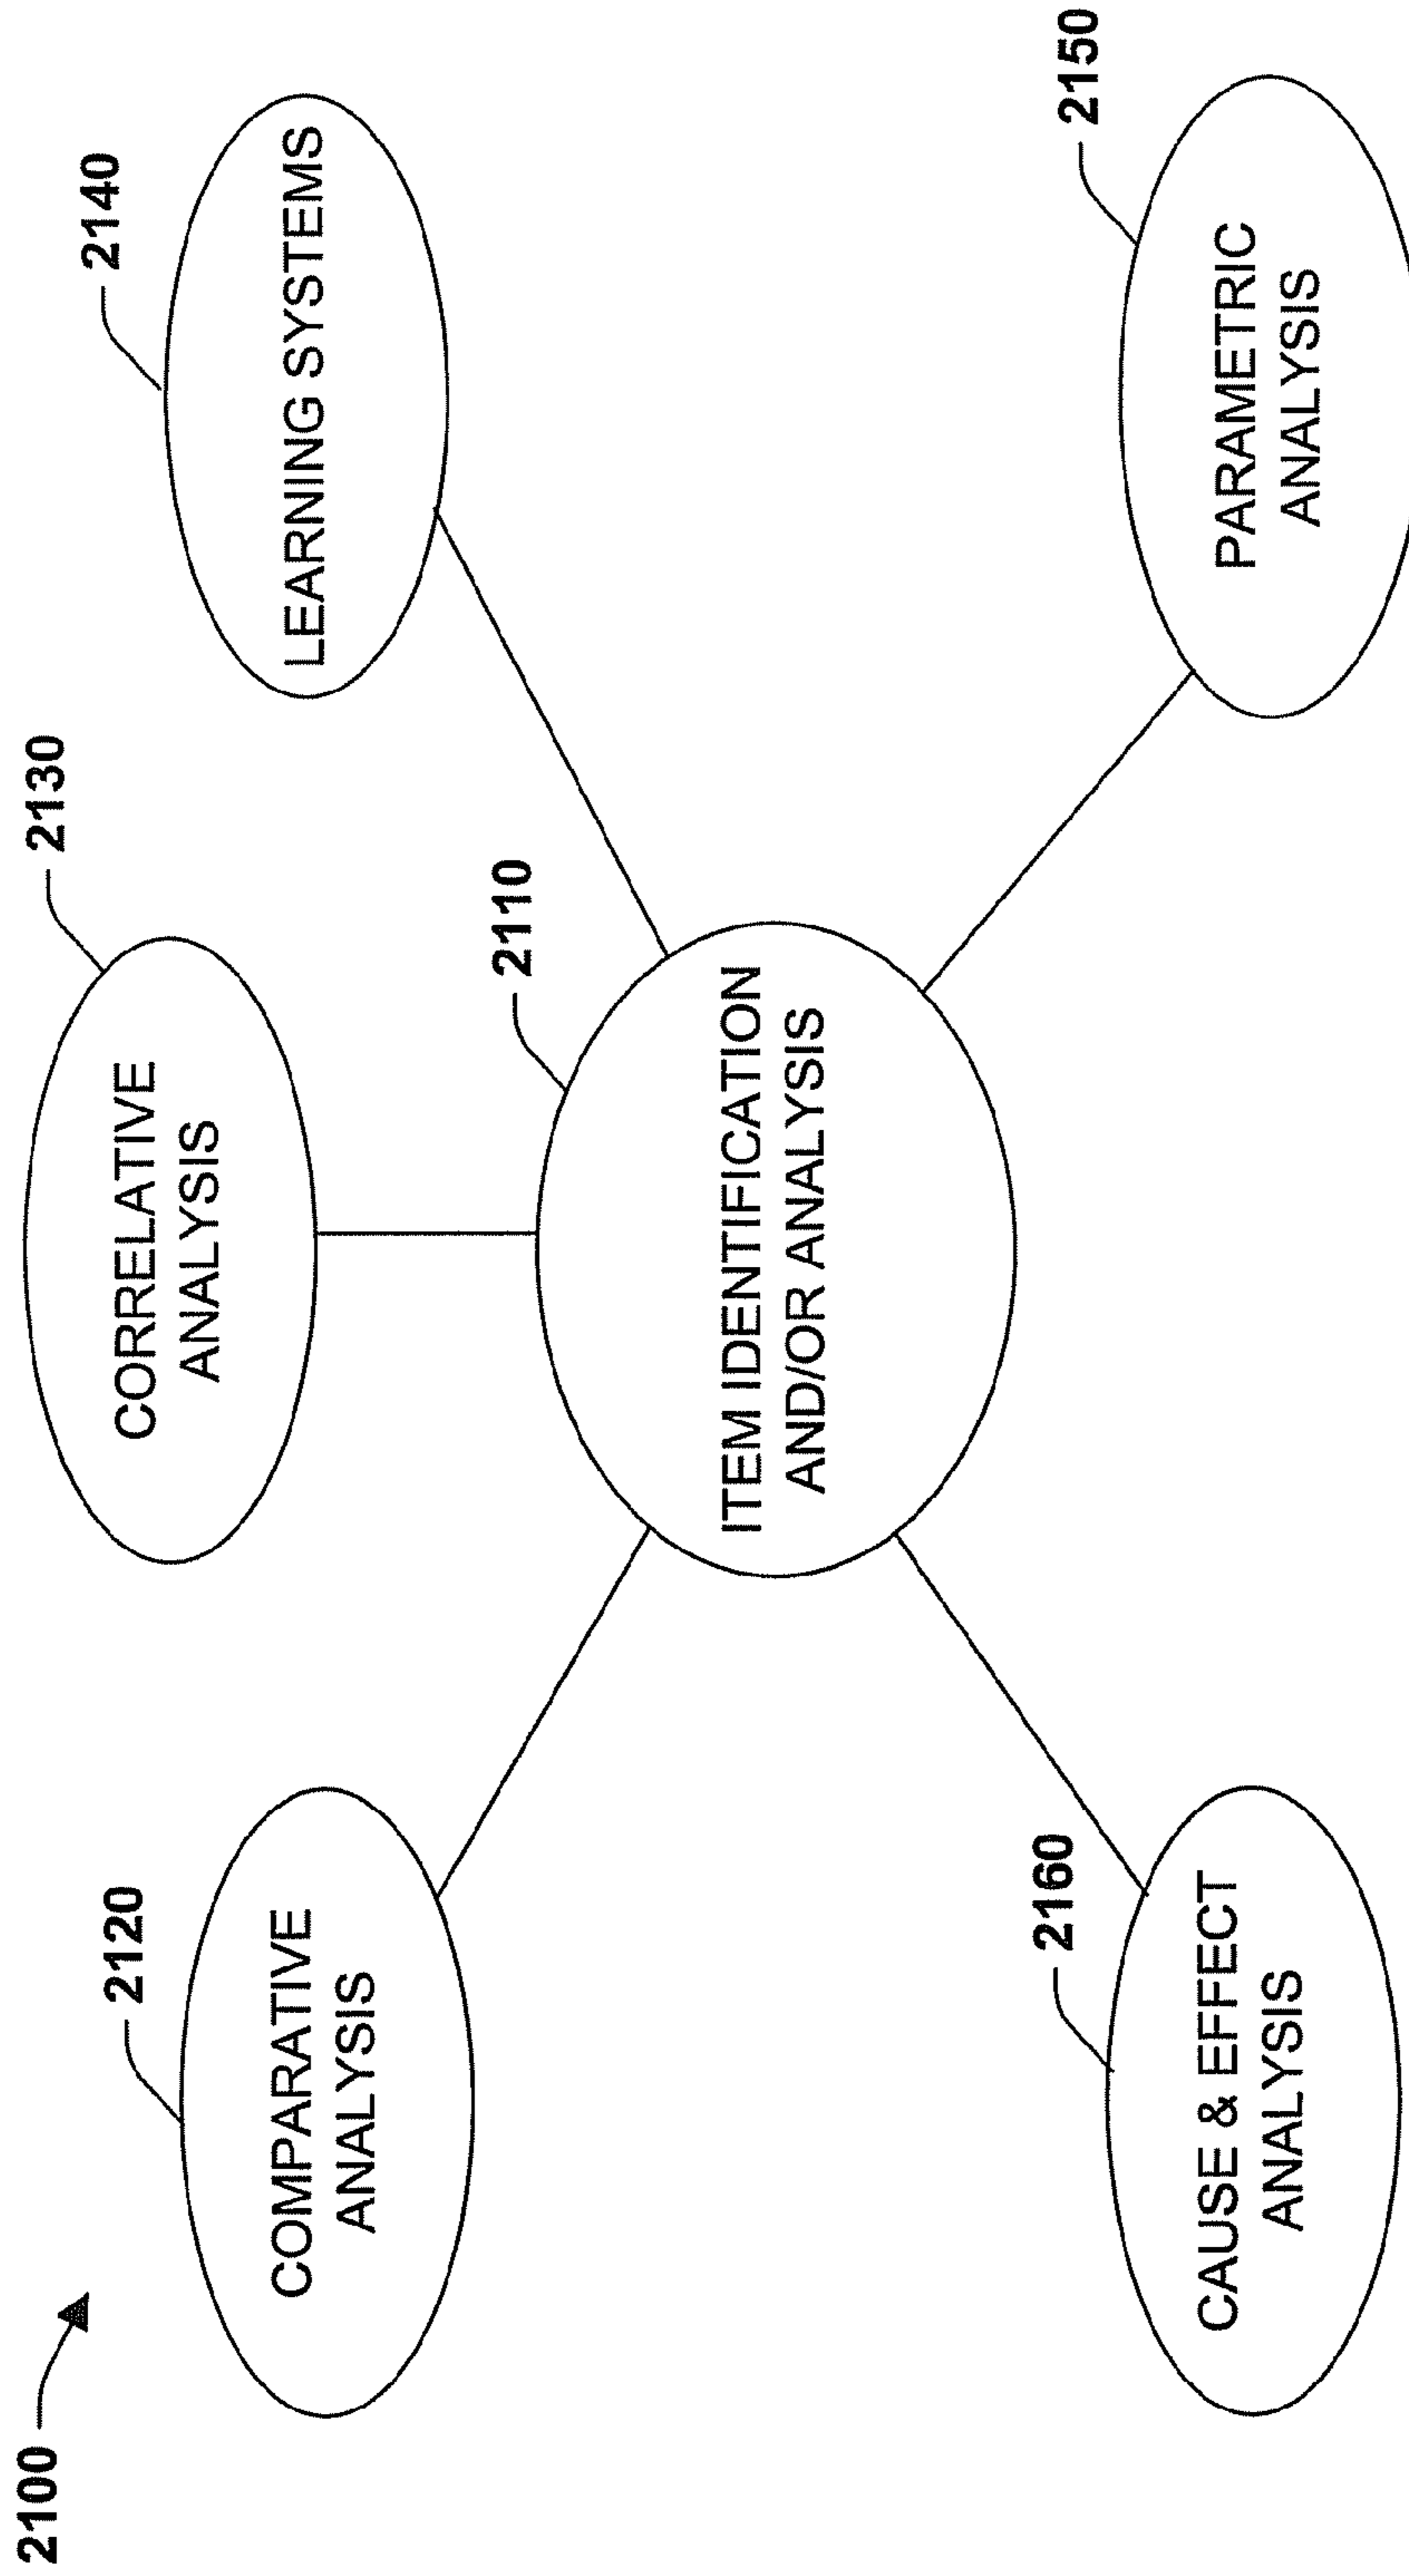 2100
2120
COMPARATIVE
ANALYSIS
2130
CORRELATIVE
ANALYSIS
2140
LEARNING SYSTEMS
2110
ITEM IDENTIFICATION
AND/OR ANALYSIS
2160
CAUSE & EFFECT
ANALYSIS
2150
PARAMETRIC
ANALYSIS